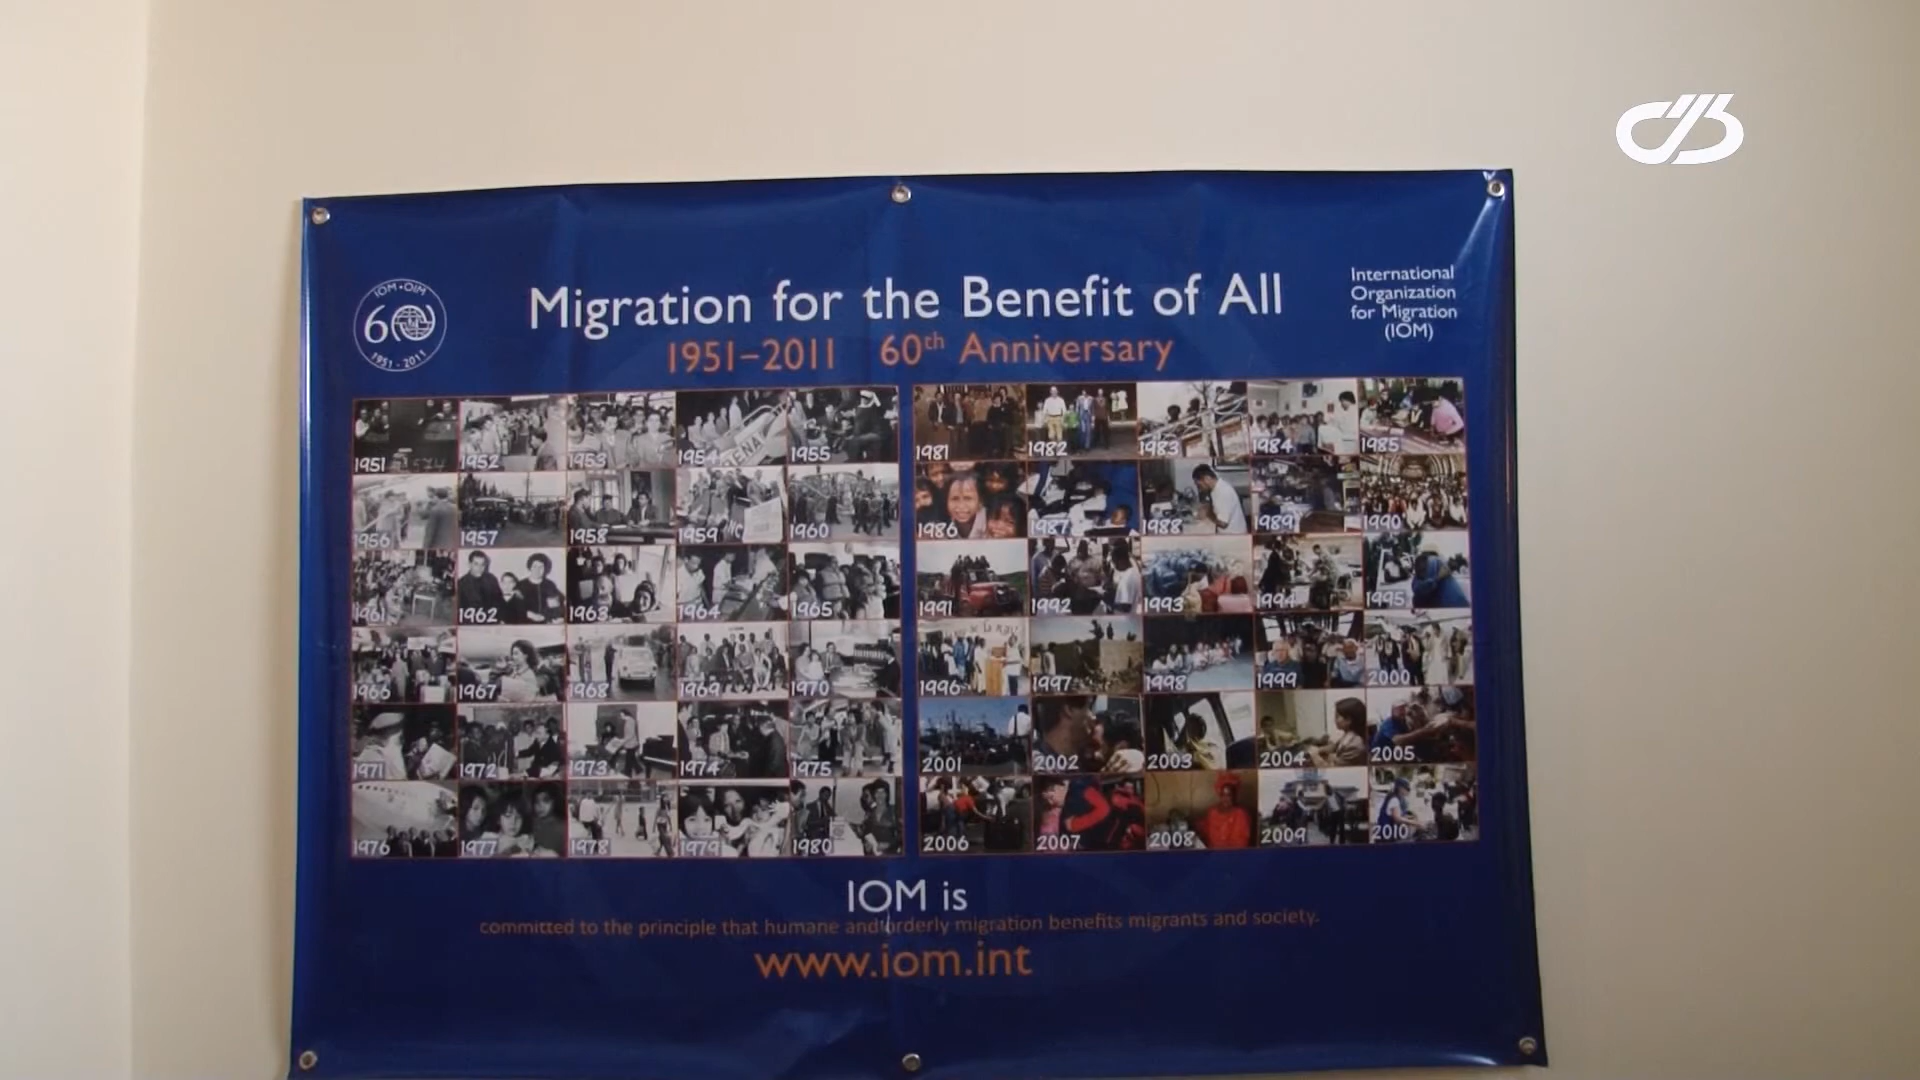 IOM • OIM
60
1951 - 2011
Migration for the Benefit of All
1951–2011 60th Anniversary
International
Organization
for Migration
(IOM)
1951 1952 1953 1954 1955
1956 1957 1958 1959 1960
1961 1962 1963 1964 1965
1966 1967 1968 1969 1970
1971 1972 1973 1974 1975
1976 1977 1978 1979 1980
1981 1982 1983 1984 1985
1986 1987 1988 1989 1990
1991 1992 1993 1994 1995
1996 1997 1998 1999 2000
2001 2002 2003 2004 2005
2006 2007 2008 2009 2010
IOM is
committed to the principle that humane and orderly migration benefits migrants and society.
www.iom.int